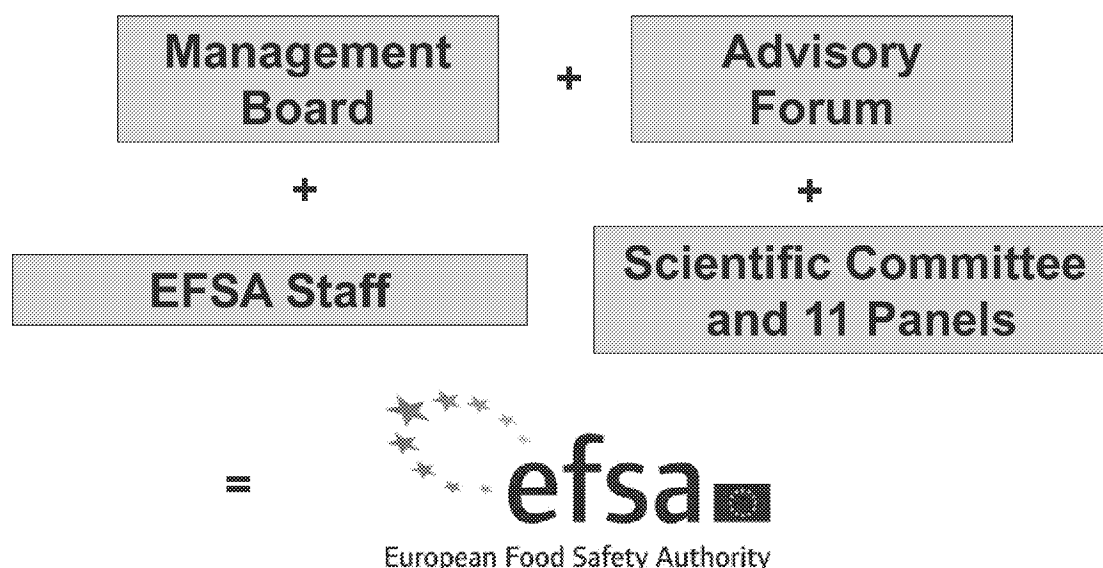 Management
Board
+
Advisory
Forum
+
+
EFSA Staff
Scientific Committee
and 11 Panels
=
efsa
European Food Safety Authority